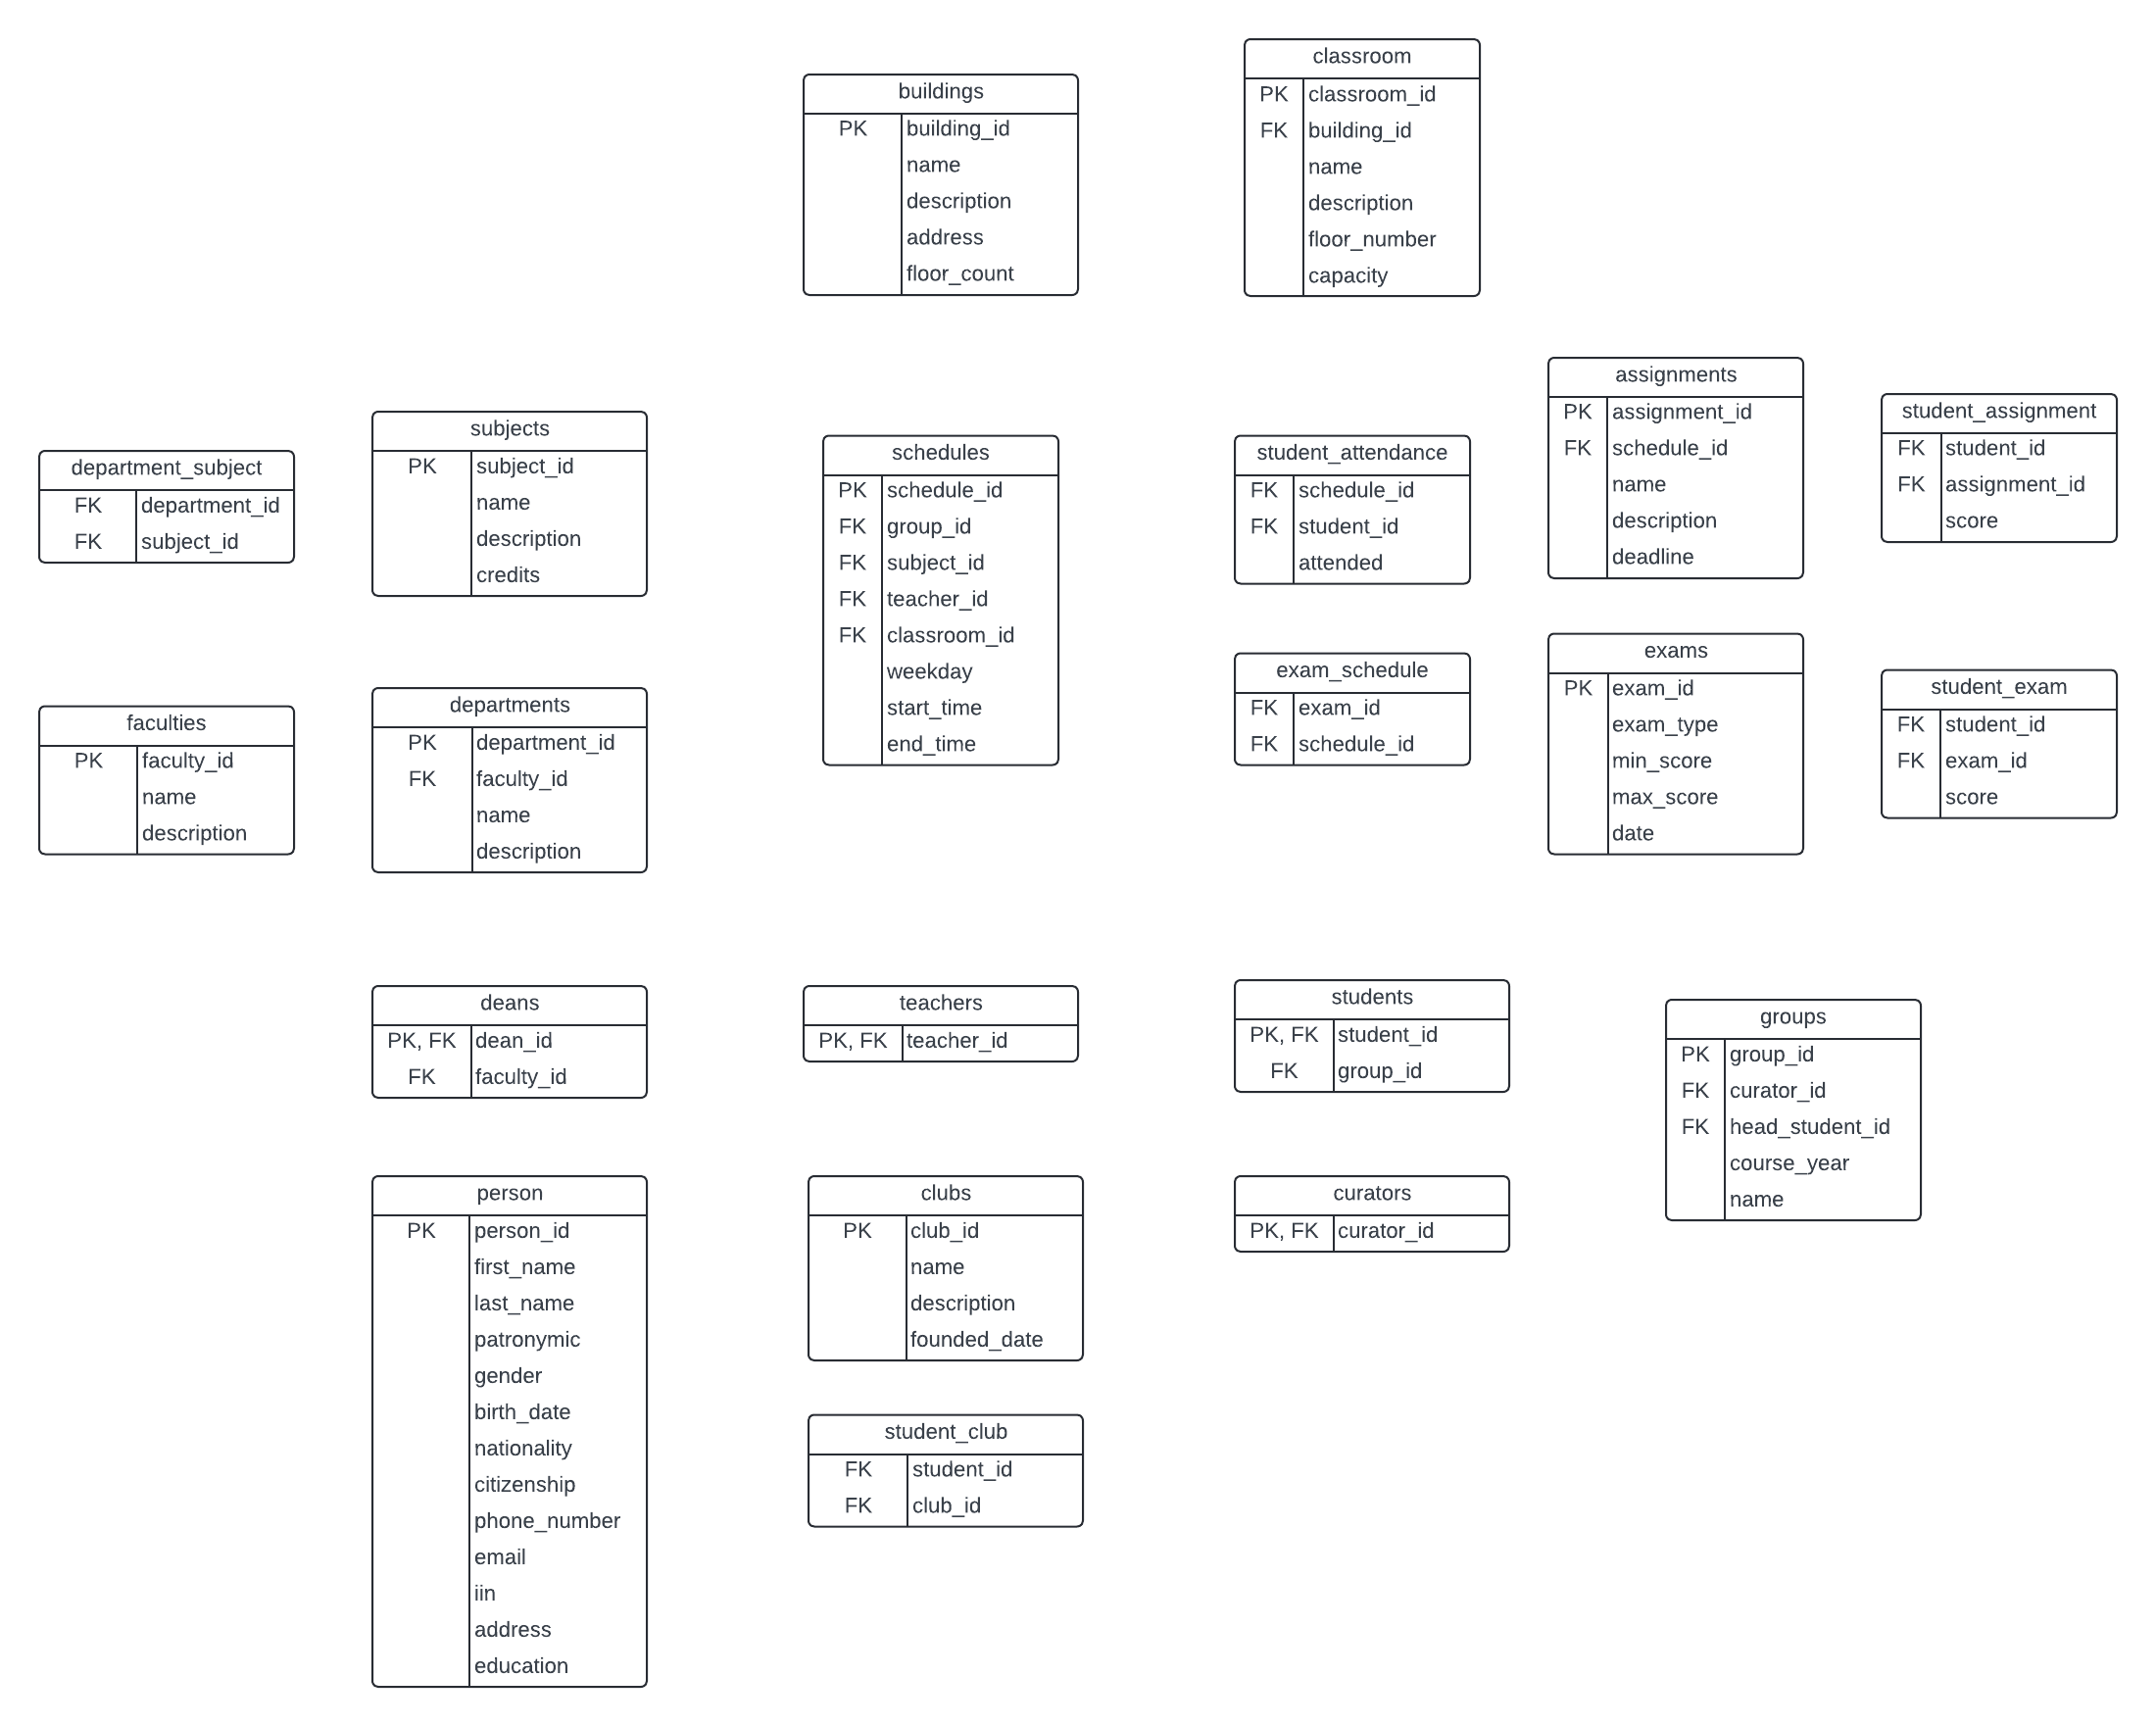 buildings
PK building_id
name
description
address
floor_count
classroom
PK classroom_id
FK building_id
name
description
floor_number
capacity
department_subject
FK department_id
FK subject_id
subjects
PK subject_id
name
description
credits
schedules
PK schedule_id
FK group_id
FK subject_id
FK teacher_id
FK classroom_id
weekday
start_time
end_time
student_attendance
FK schedule_id
FK student_id
attended
assignments
PK assignment_id
FK schedule_id
name
description
deadline
student_assignment
FK student_id
FK assignment_id
score
faculties
PK faculty_id
name
description
departments
PK department_id
FK faculty_id
name
description
exam_schedule
FK exam_id
FK schedule_id
exams
PK exam_id
exam_type
min_score
max_score
date
student_exam
FK student_id
FK exam_id
score
deans
PK, FK dean_id
FK faculty_id
teachers
PK, FK teacher_id
students
PK, FK student_id
FK group_id
groups
PK group_id
FK curator_id
FK head_student_id
course_year
name
person
PK person_id
first_name
last_name
patronymic
gender
birth_date
nationality
citizenship
phone_number
email
iin
address
education
clubs
PK club_id
name
description
founded_date
curators
PK, FK curator_id
student_club
FK student_id
FK club_id